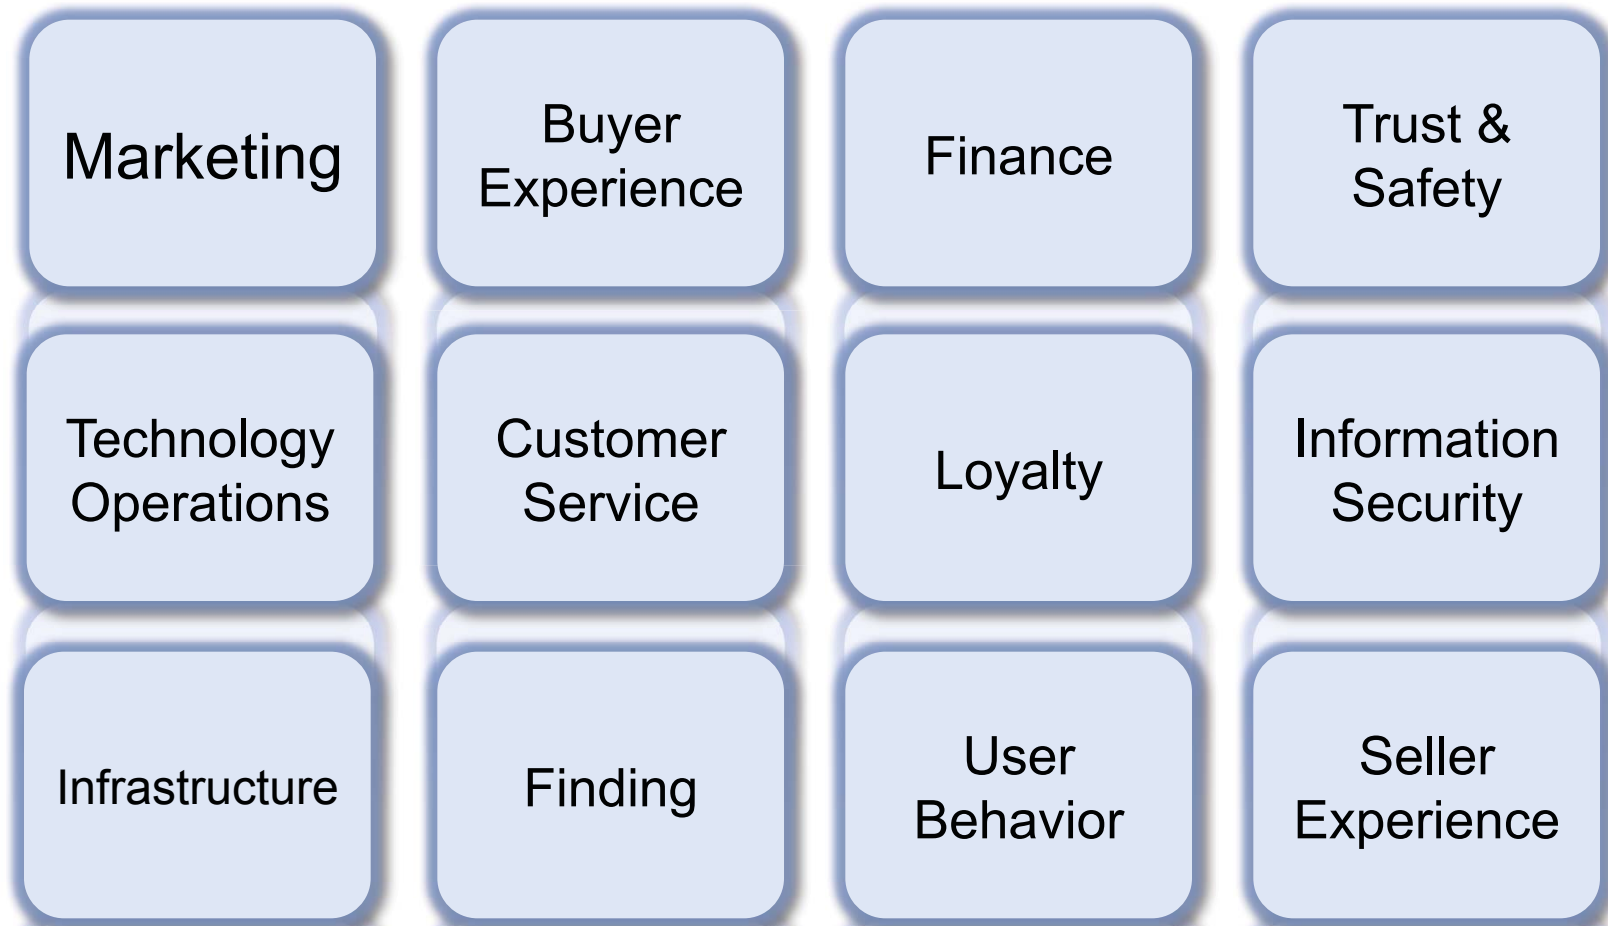 Marketing
Buyer
Experience
Finance
Trust &
Safety
Technology
Operations
Customer
Service
Loyalty
Information
Security
Infrastructure
Finding
User
Behavior
Seller
Experience